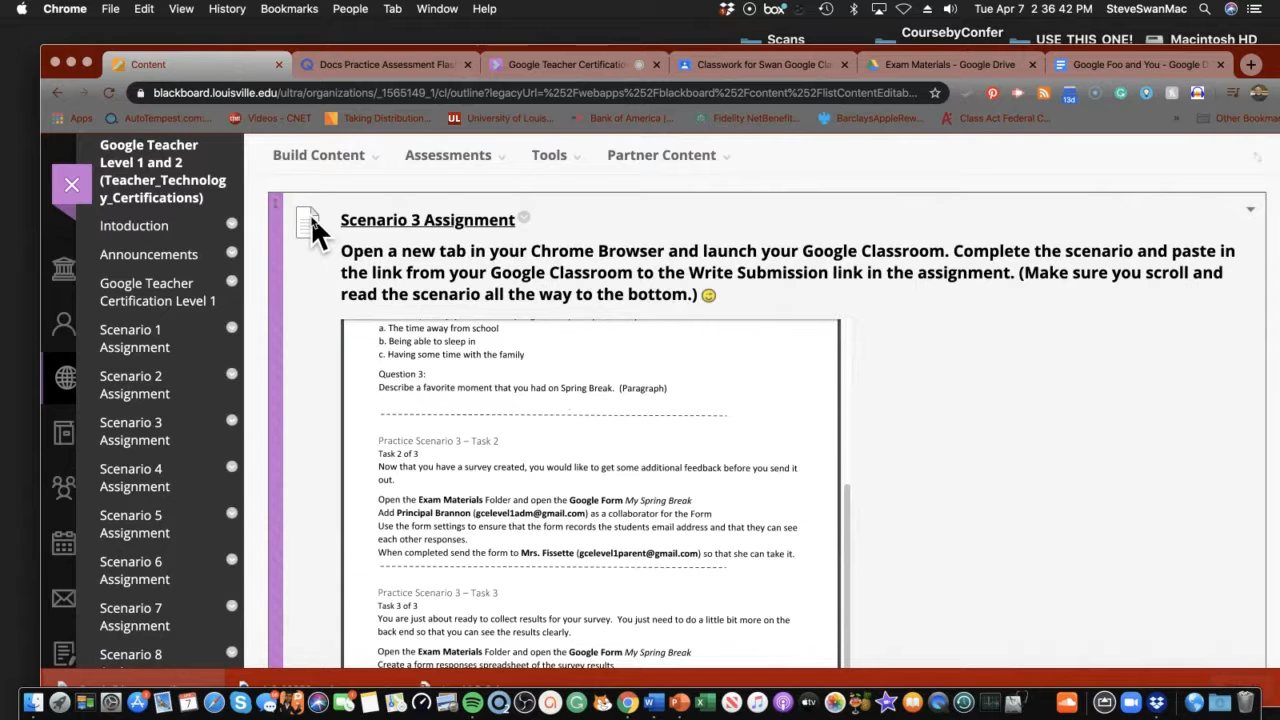 Chrome File Edit View History Bookmarks People Tab Window Help
box
Tue Apr 7 2:36:42 PM SteveSwanMac
Scans
CoursebyConfer
USE THIS ONE!
Macintosh HD
Content
Docs Practice Assessment Flas
Google Teacher Certificatio
Classwork for Swan Google Cla
Exam Materials - Google Drive
Google Foo and You - Google D
blackboard.louisville.edu/ultra/organizations/_1565149_1/cl/outline?legacyUrl=%252Fwebapps%252Fblackboard%252Fcontent%252FlistContentEditab...
13d
Apps
AutoTempest.com:...
Videos - CNET
Taking Distribution...
UL University of Louis...
Bank of America |...
Fidelity NetBenefit...
BarclaysAppleRew...
Class Act Federal C...
»
Other Bookmar
Google Teacher
Level 1 and 2
(Teacher_Technolog
y_Certifications)
Intoduction
Announcements
Google Teacher
Certification Level 1
Scenario 1
Assignment
Scenario 2
Assignment
Scenario 3
Assignment
Scenario 4
Assignment
Scenario 5
Assignment
Scenario 6
Assignment
Scenario 7
Assignment
Scenario 8
Build Content
Assessments
Tools
Partner Content
Scenario 3 Assignment
Open a new tab in your Chrome Browser and launch your Google Classroom. Complete the scenario and paste in
the link from your Google Classroom to the Write Submission link in the assignment. (Make sure you scroll and
read the scenario all the way to the bottom.)
a. The time away from school
b. Being able to sleep in
c. Having some time with the family
Question 3:
Describe a favorite moment that you had on Spring Break. (Paragraph)
Practice Scenario 3 – Task 2
Task 2 of 3
Now that you have a survey created, you would like to get some additional feedback before you send it
out.
Open the Exam Materials Folder and open the Google Form My Spring Break
Add Principal Brannon (gcelevel1adm@gmail.com) as a collaborator for the Form
Use the form settings to ensure that the form records the students email address and that they can see
each other responses.
When completed send the form to Mrs. Fissette (gcelevel1parent@gmail.com) so that she can take it.
Practice Scenario 3 – Task 3
Task 3 of 3
You are just about ready to collect results for your survey. You just need to do a little bit more on the
back end so that you can see the results clearly.
Open the Exam Materials Folder and open the Google Form My Spring Break
Create a form responses spreadsheet of the survey results